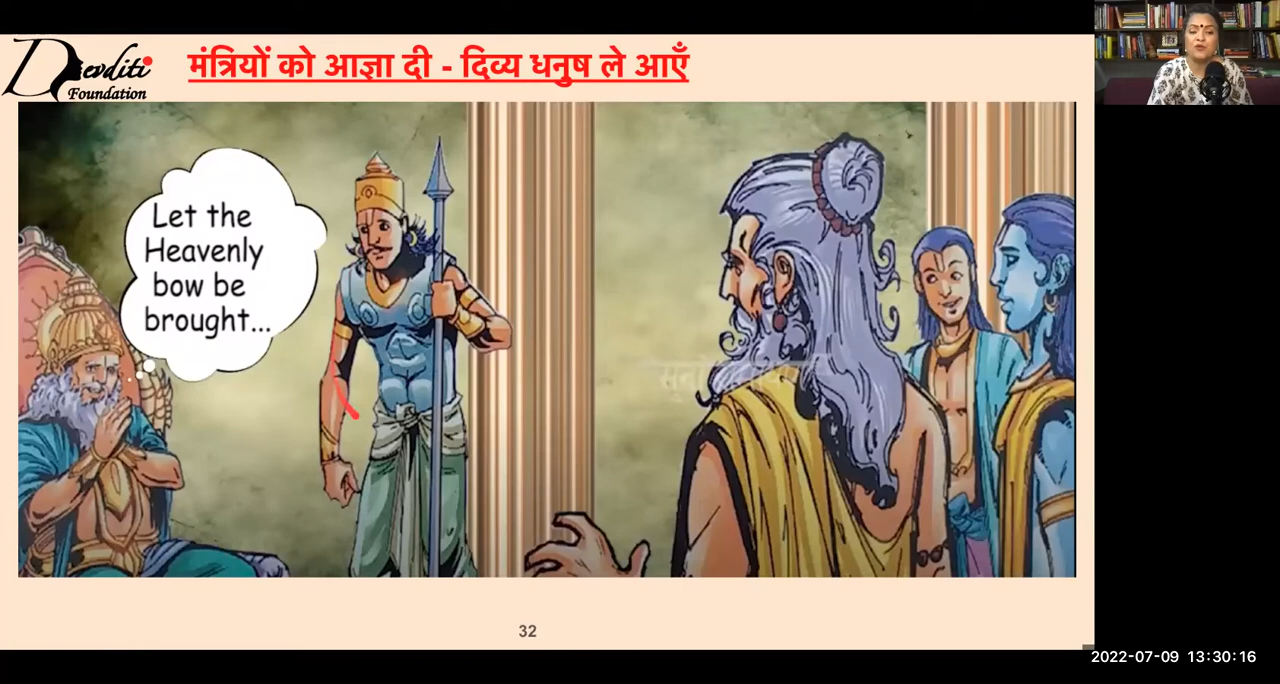 Devditi
Foundation
मंत्रियों को आज्ञा दी - दिव्य धनुष ले आएँ
Let the
Heavenly
bow be
brought...
32
2022-07-09 13:30:16